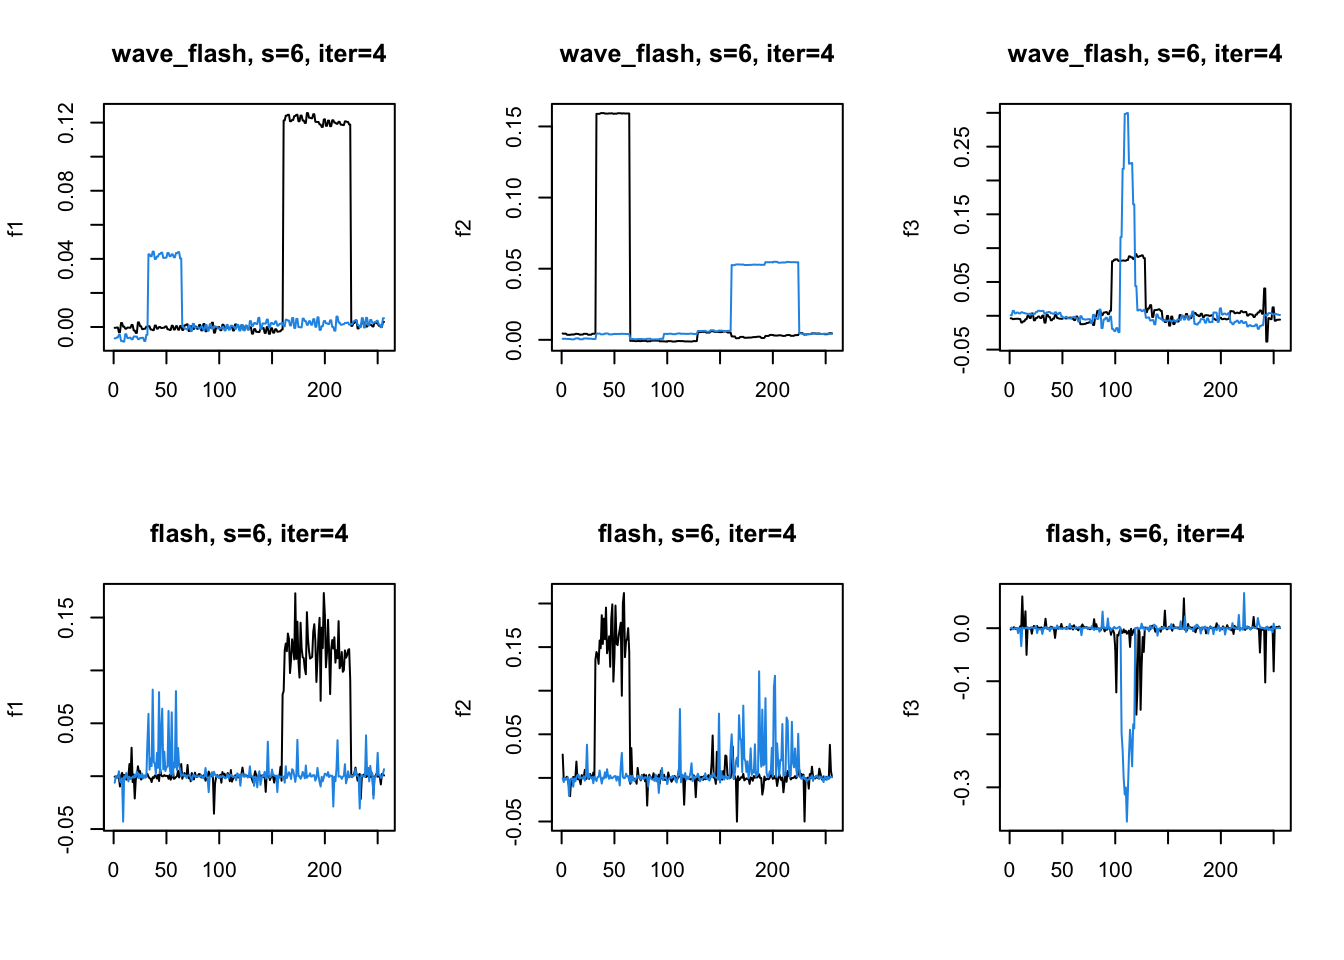 wave_flash, s=6, iter=4
f1
0.00 0.04 0.08 0.12
0 50 100 200
wave_flash, s=6, iter=4
f2
0.00 0.05 0.10 0.15
0 50 100 200
wave_flash, s=6, iter=4
f3
-0.05 0.05 0.15 0.25
0 50 100 200
flash, s=6, iter=4
f1
-0.05 0.05 0.15
0 50 100 200
flash, s=6, iter=4
f2
-0.05 0.05 0.15
0 50 100 200
flash, s=6, iter=4
f3
-0.3 -0.1 0.0
0 50 100 200